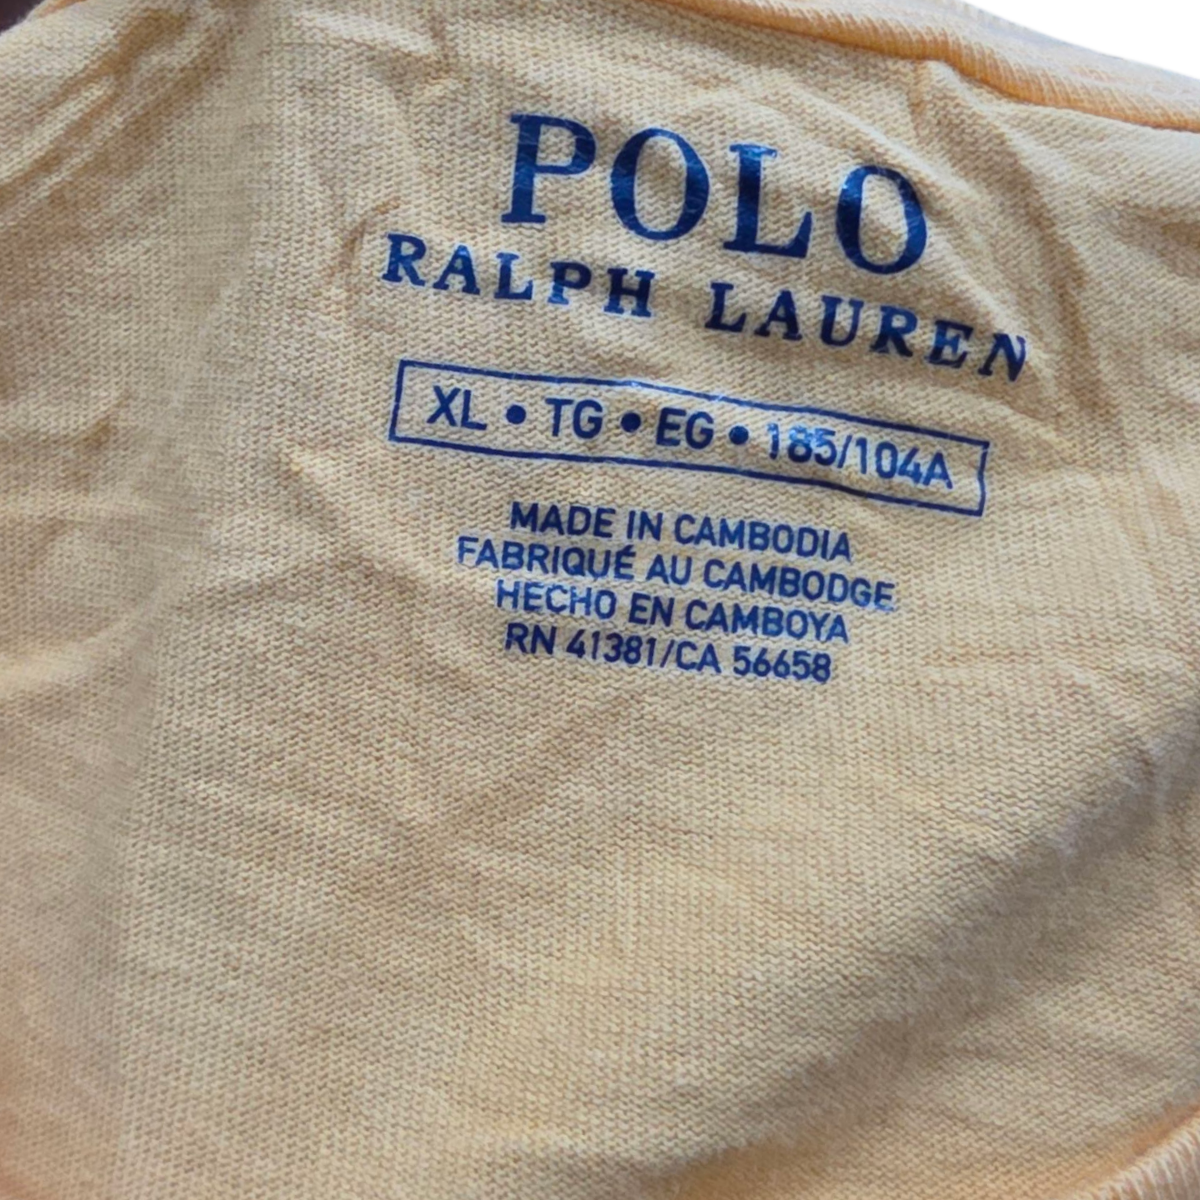 POLO
RALPH LAUREN
XL • TG • EG • 185/104A
MADE IN CAMBODIA
FABRIQUÉ AU CAMBODGE
HECHO EN CAMBOYA
RN 41381/CA 56658